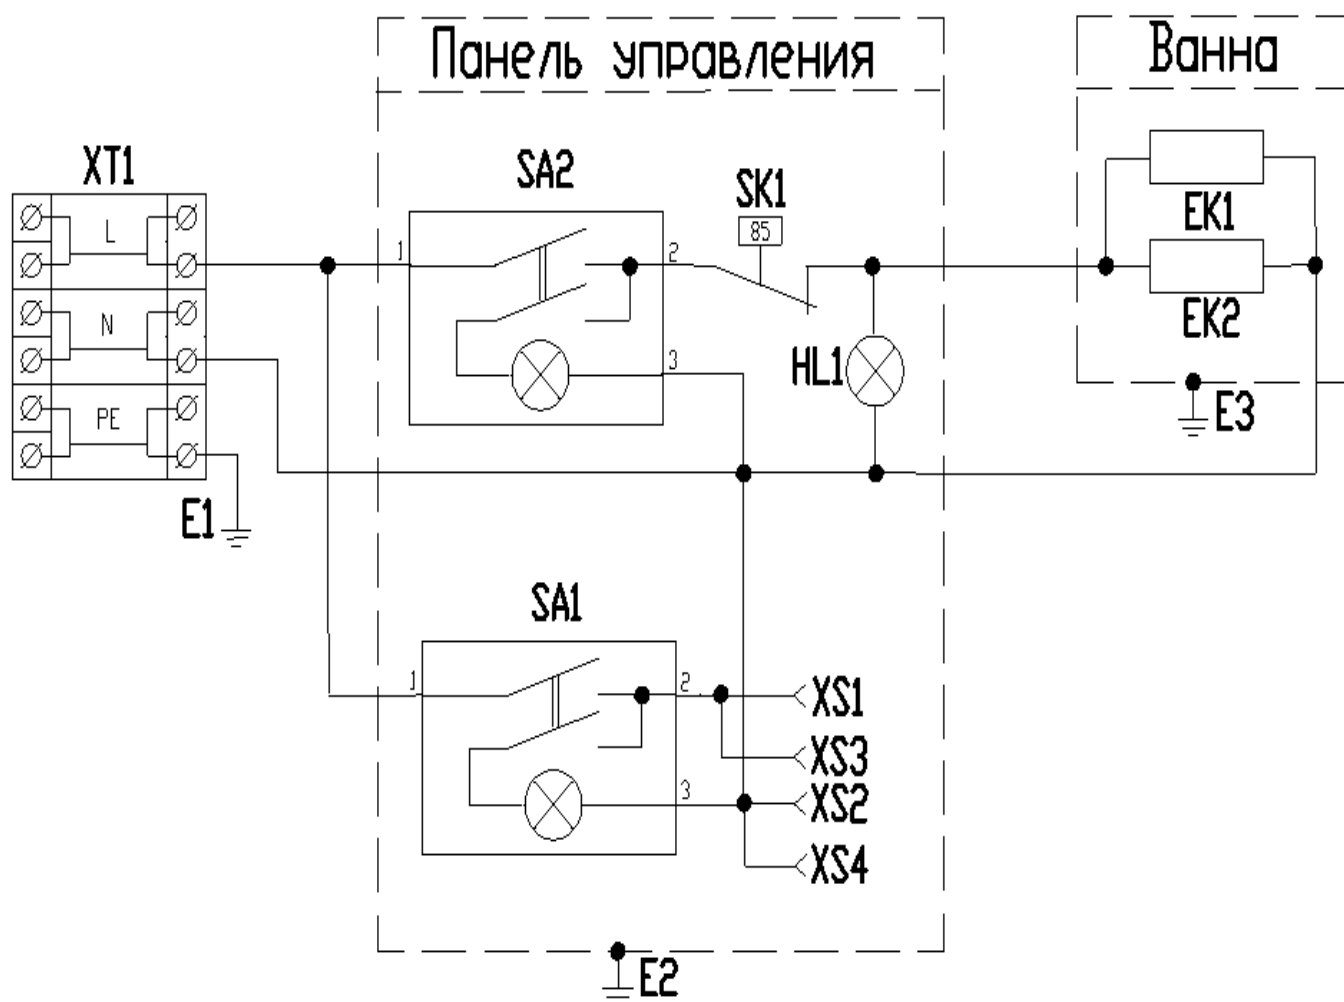 Панель управления
Ванна
XT1
SA2
SK1
L
1
2
85
EK1
N
EK2
3
HL1
PE
E3
E1
SA1
1
2
XS1
XS3
3
XS2
XS4
E2